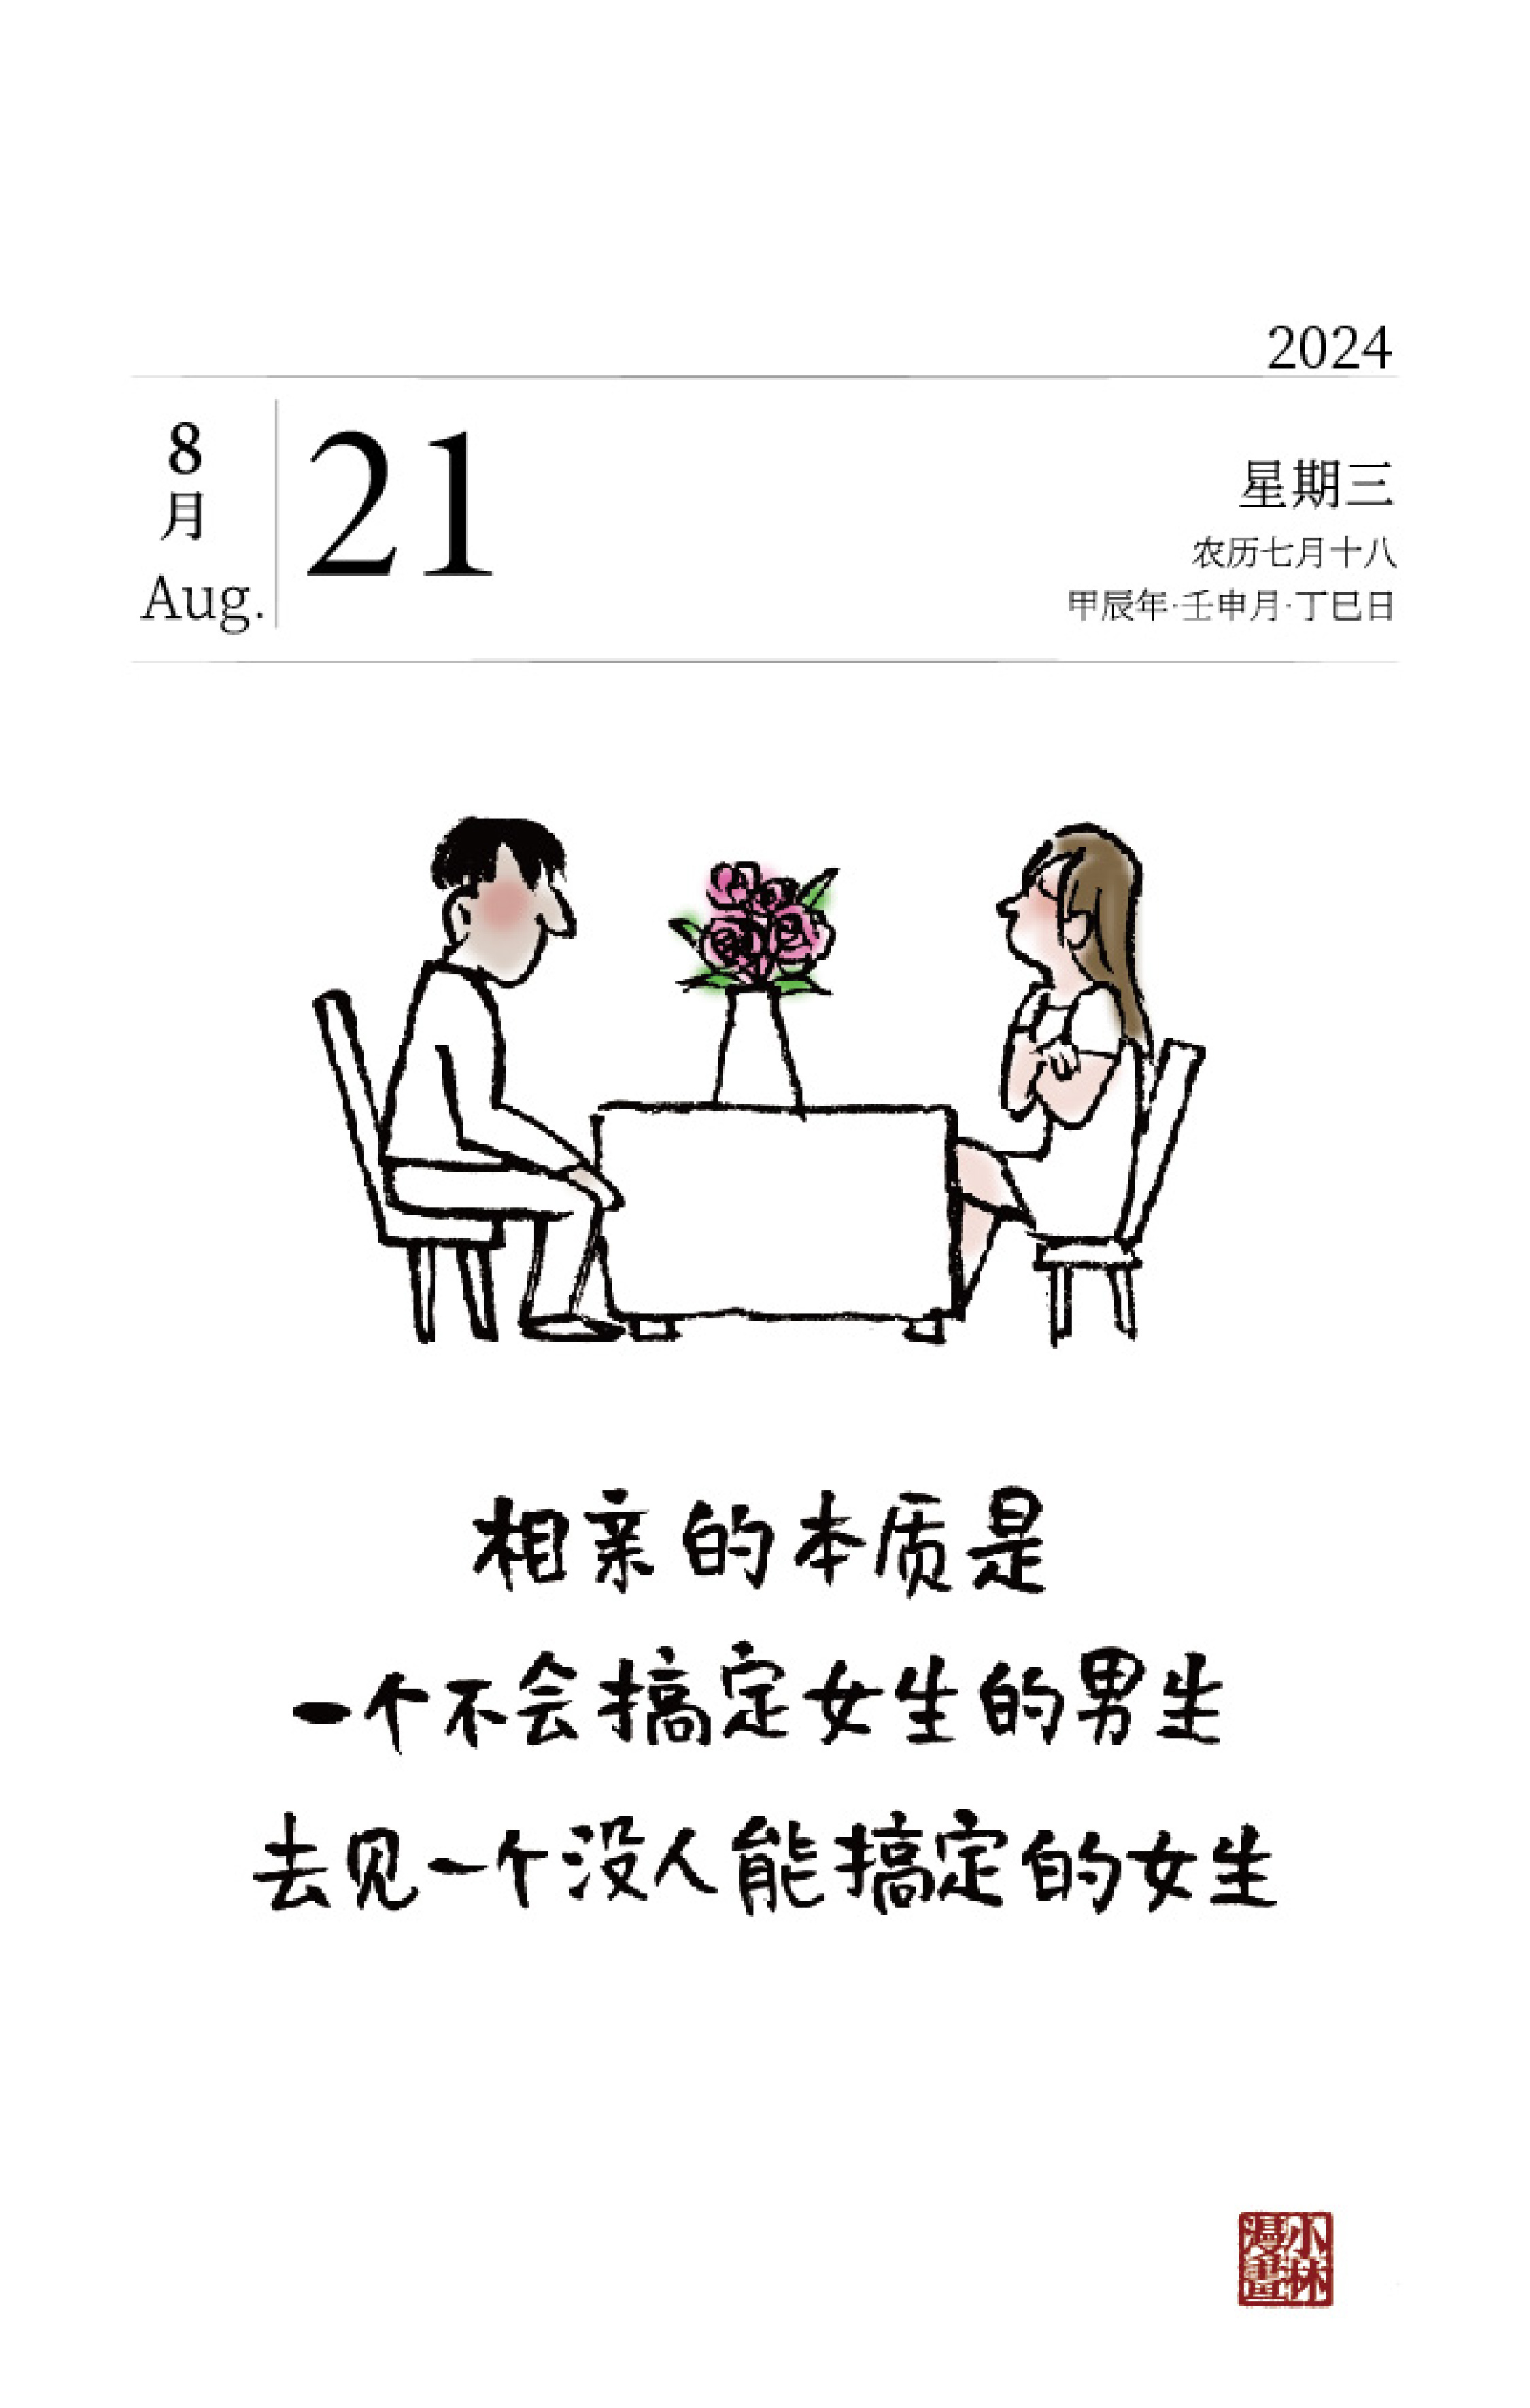 2024
8
月
Aug.
21
星期三
农历七月十八
甲辰年·壬申月·丁巳日
相亲的本质是
一个不会搞定女生的男生
去见一个没人能搞定的女生
小林
漫畫